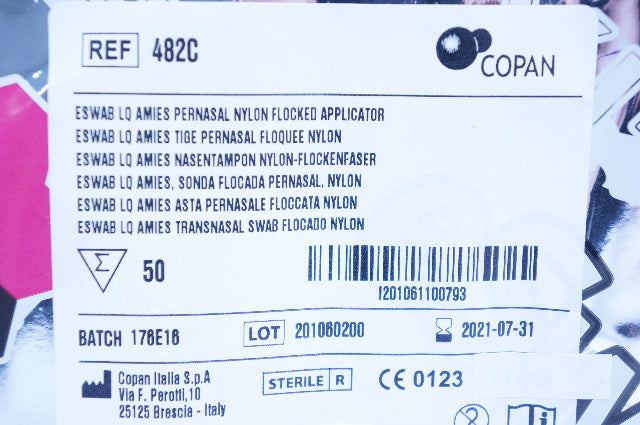 REF 482C
COPAN
ESWAB LQ AMIES PERNASAL NYLON FLOCKED APPLICATOR
ESWAB LQ AMIES TIGE PERNASAL FLOQUEE NYLON
ESWAB LQ AMIES NASENTAMPON NYLON-FLOCKENFASER
ESWAB LQ AMIES, SONDA FLOCADA PERNASAL, NYLON
ESWAB LQ AMIES ASTA PERNASALE FLOCCATA NYLON
ESWAB LQ AMIES TRANSNASAL SWAB FLOCADO NYLON
Σ 50
I201061100793
BATCH 176E16 LOT 201060200 2021-07-31
Copan Italia S.p.A
Via F. Perotti,10
25125 Brescia - Italy
STERILE R CE 0123
2
i